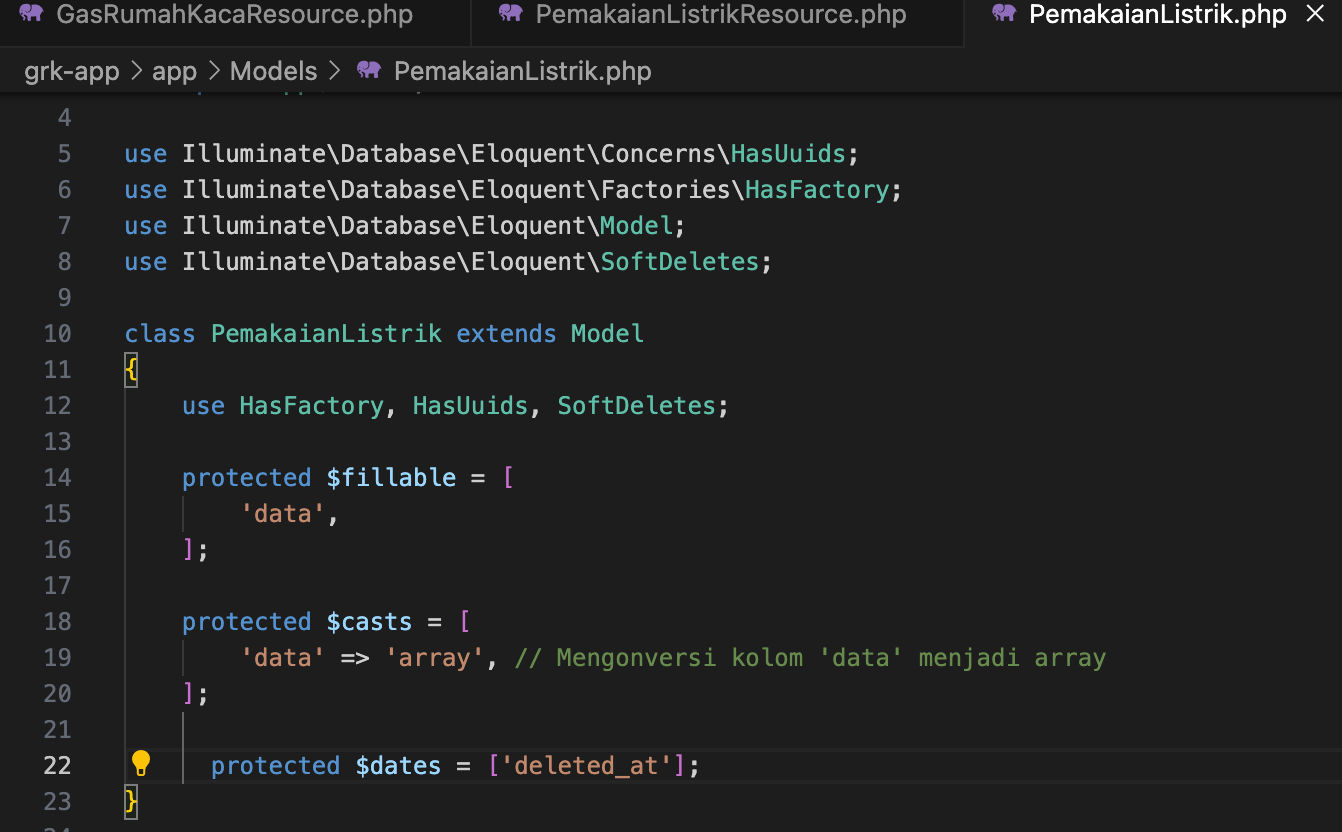 GasRumahKacaResource.php PemakaianListrikResource.php PemakaianListrik.php ×
grk-app > app > Models > PemakaianListrik.php
4
5 use Illuminate\Database\Eloquent\Concerns\HasUuids;
6 use Illuminate\Database\Eloquent\Factories\HasFactory;
7 use Illuminate\Database\Eloquent\Model;
8 use Illuminate\Database\Eloquent\SoftDeletes;
9
10 class PemakaianListrik extends Model
11 {
12 use HasFactory, HasUuids, SoftDeletes;
13
14 protected $fillable = [
15 'data',
16 ];
17
18 protected $casts = [
19 'data' => 'array', // Mengonversi kolom 'data' menjadi array
20 ];
21
22 protected $dates = ['deleted_at'];
23 }